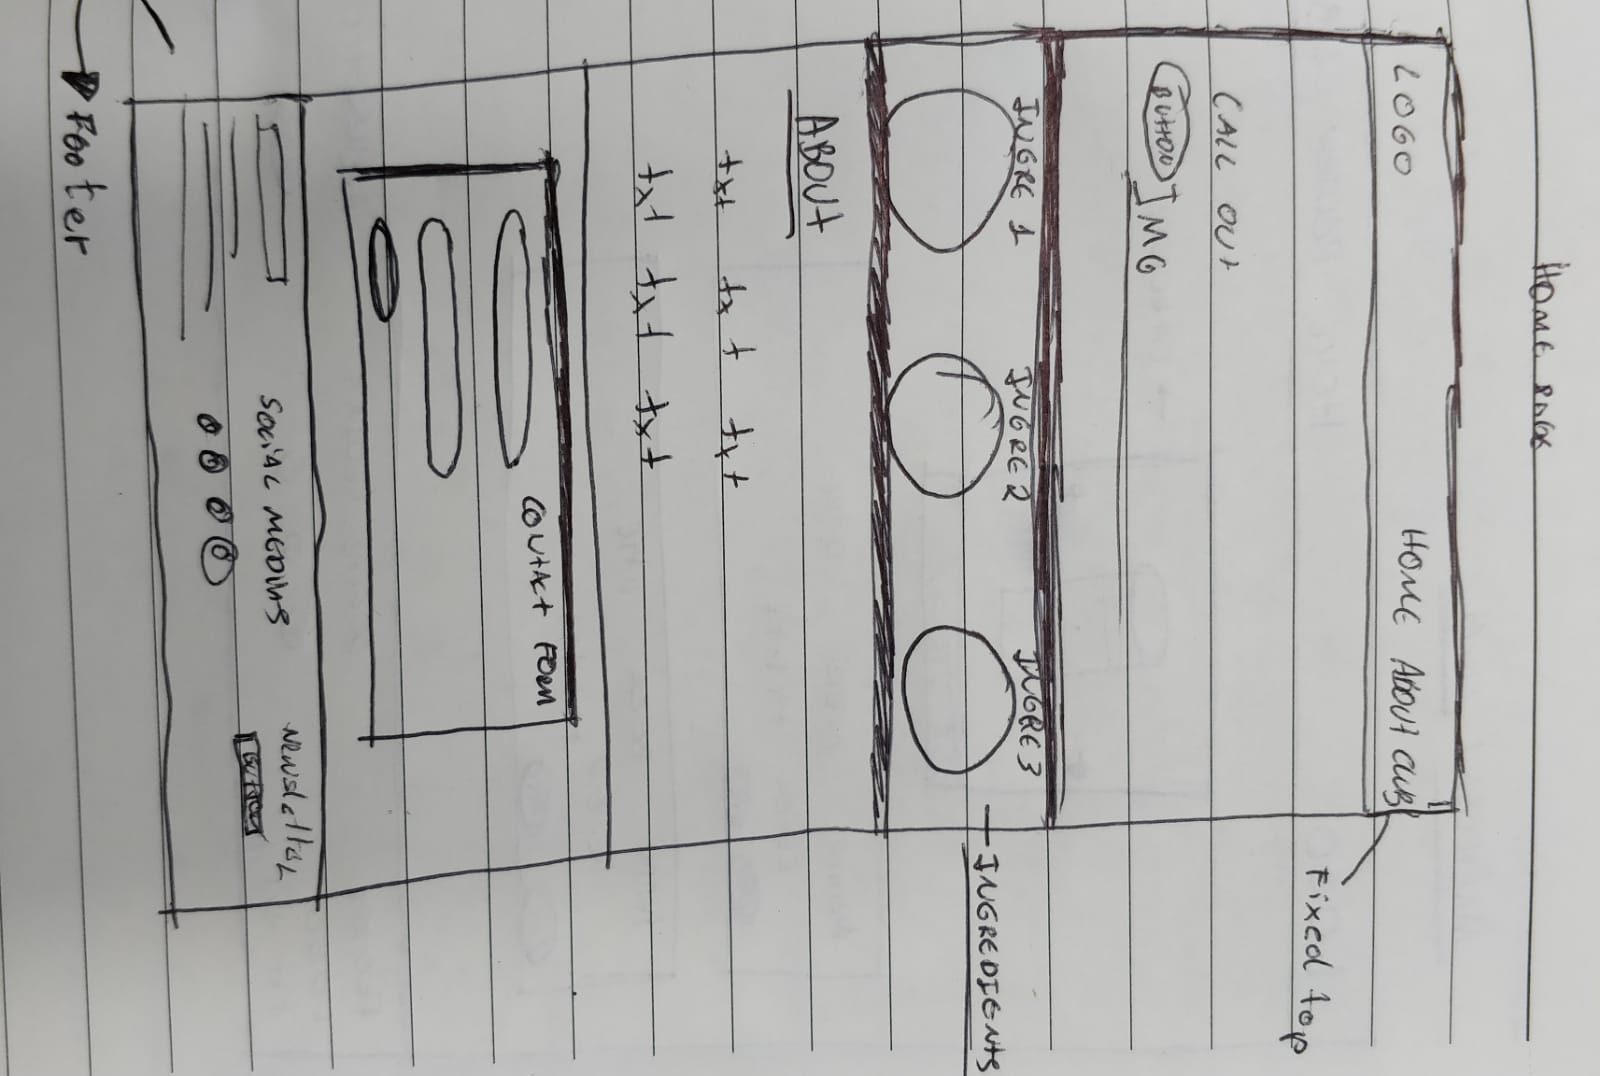 HOME PAGE
LOGO HOME ABOUT CLUB
Fixed top
CALL OUT
BUTTON IMG
INGRE 1 INGRE 2 INGRE 3
INGREDIENTS
ABOUT
txt txt txt
txt txt txt
CONTACT FORM
SOCIAL MEDIAS Newsletter
BUTTON
Footer